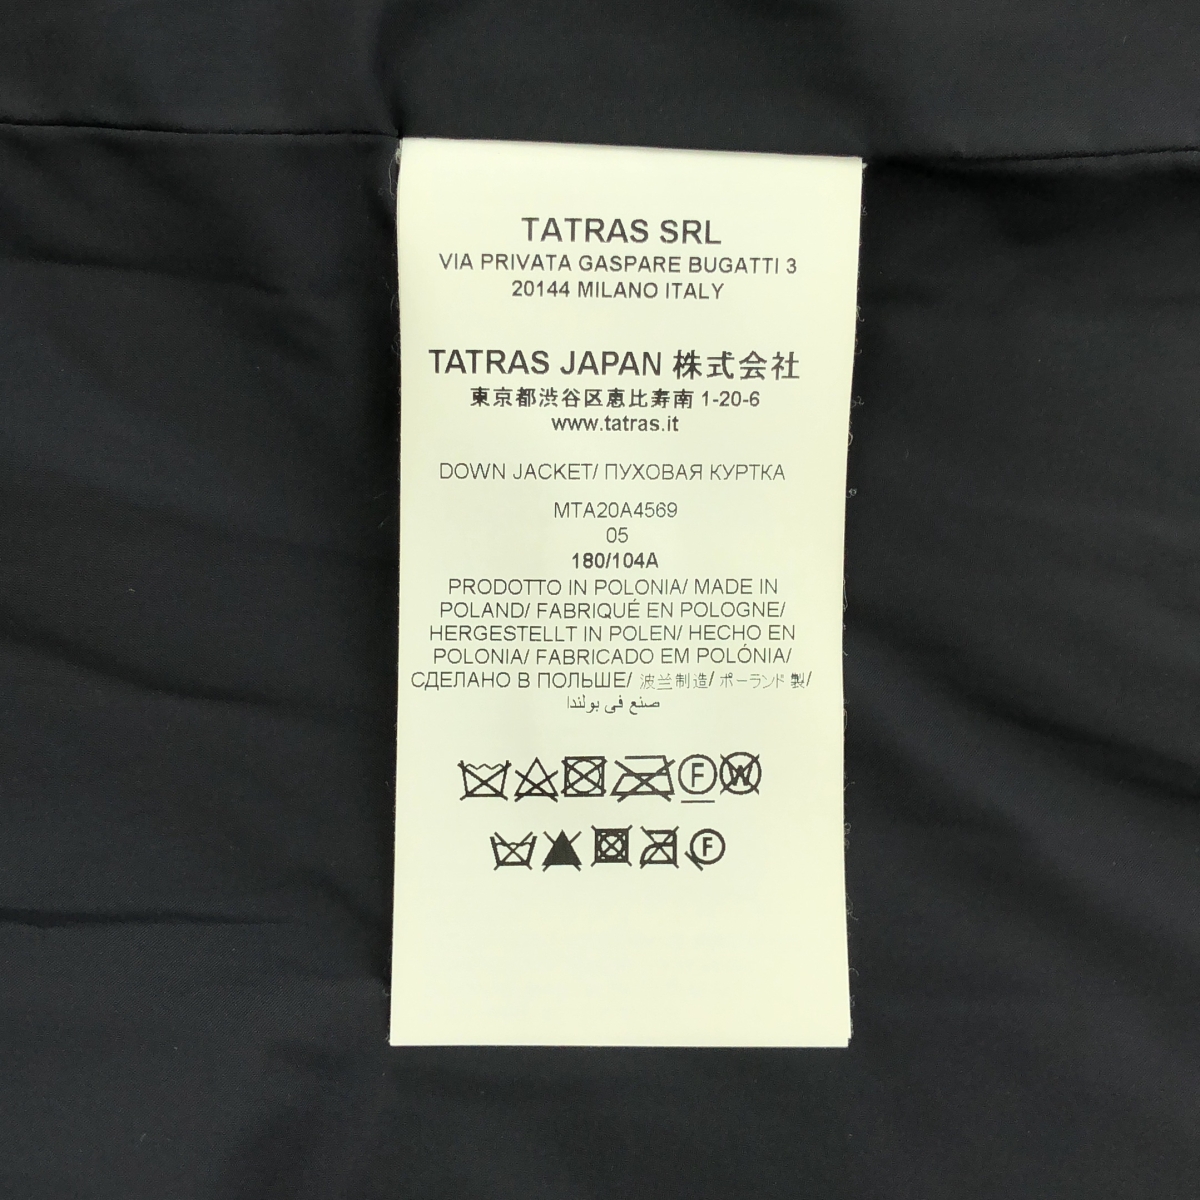 TATRAS SRL
VIA PRIVATA GASPARE BUGATTI 3
20144 MILANO ITALY
TATRAS JAPAN 株式会社
東京都渋谷区恵比寿南 1-20-6
www.tatras.it
DOWN JACKET/ ПУХОВАЯ КУРТКА
MTA20A4569
05
180/104A
PRODOTTO IN POLONIA/ MADE IN
POLAND/ FABRIQUÉ EN POLOGNE/
HERGESTELLT IN POLEN/ HECHO EN
POLONIA/ FABRICADO EM POLÓNIA/
СДЕЛАНО В ПОЛЬШЕ/ 波兰制造/ ポーランド製/
صنع في بولندا
F W
F